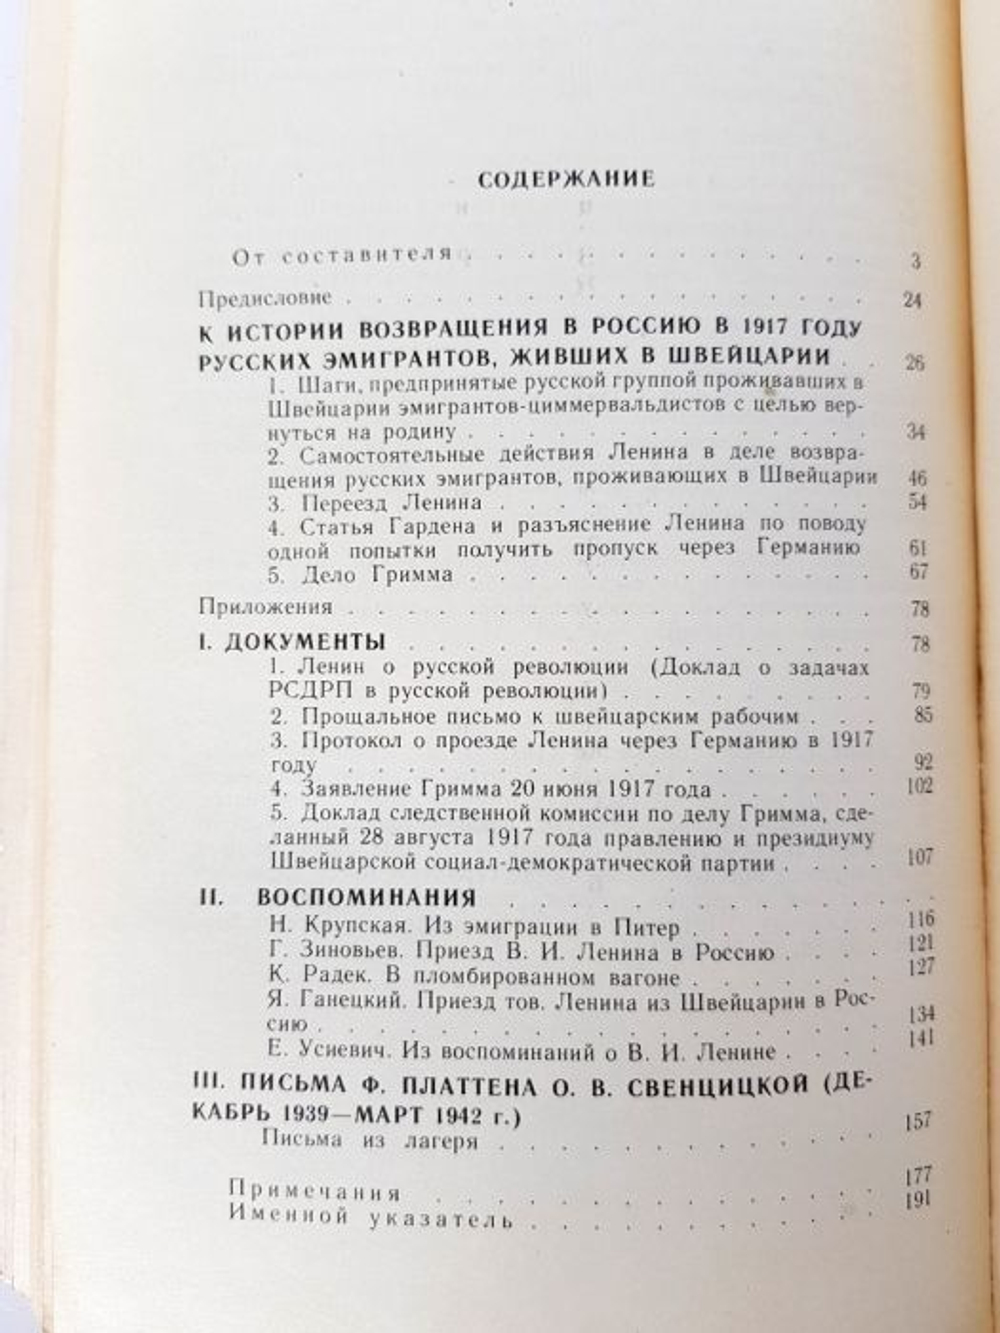 СОДЕРЖАНИЕ
От составителя . . . . . . . . . . . . . . 3
Предисловие . . . . . . . . . . . . . . . . . . 24
К ИСТОРИИ ВОЗВРАЩЕНИЯ В РОССИЮ В 1917 ГОДУ
РУССКИХ ЭМИГРАНТОВ, ЖИВШИХ В ШВЕЙЦАРИИ . . 26
1. Шаги, предпринятые русской группой проживавших в
Швейцарии эмигрантов-циммервальдистов с целью вер-
нуться на родину . . . . . . . . . . . . . . 34
2. Самостоятельные действия Ленина в деле возвра-
щения русских эмигрантов, проживающих в Швейцарии 46
3. Переезд Ленина . . . . . . . . . . . . . 54
4. Статья Гардена и разъяснение Ленина по поводу
одной попытки получить пропуск через Германию 61
5. Дело Гримма . . . . . . . . . . . . . . 67
Приложения . . . . . . . . . . . . . . . . . . 78
I. ДОКУМЕНТЫ . . . . . . . . . . . . . . . . 78
1. Ленин о русской революции (Доклад о задачах
РСДРП в русской революции) . . . . . . . . . 79
2. Прощальное письмо к швейцарским рабочим . . . 85
3. Протокол о проезде Ленина через Германию в 1917
году . . . . . . . . . . . . . . . . . . 92
4. Заявление Гримма 20 июня 1917 года . . . . . . 102
5. Доклад следственной комиссии по делу Гримма, сде-
ланный 28 августа 1917 года правлению и президиуму
Швейцарской социал-демократической партии . . . . 107
II. ВОСПОМИНАНИЯ . . . . . . . . . . . . . .
Н. Крупская. Из эмиграции в Питер . . . . . . . 116
Г. Зиновьев. Приезд В. И. Ленина в Россию . . . . 121
К. Радек. В пломбированном вагоне . . . . . . . 127
Я. Ганецкий. Приезд тов. Ленина из Швейцарии в Рос-
сию . . . . . . . . . . . . . . . . . . . 134
Е. Усиевич. Из воспоминаний о В. И. Ленине . . . . 141
III. ПИСЬМА Ф. ПЛАТТЕНА О. В. СВЕНЦИЦКОЙ (ДЕ-
КАБРЬ 1939—МАРТ 1942 г.)
Письма из лагеря . . . . . . . . . . . . . 157
Примечания . . . . . . . . . . . . . . . 177
Именной указатель . . . . . . . . . . . . 191